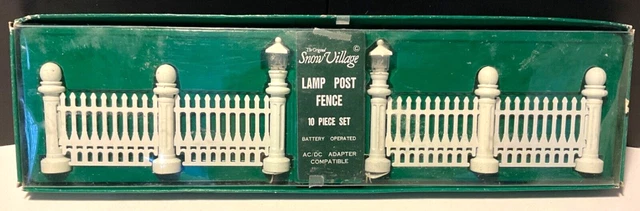 The Original
Snow Village ©
LAMP POST
FENCE
10 PIECE SET
BATTERY OPERATED
AC/DC ADAPTER
COMPATIBLE